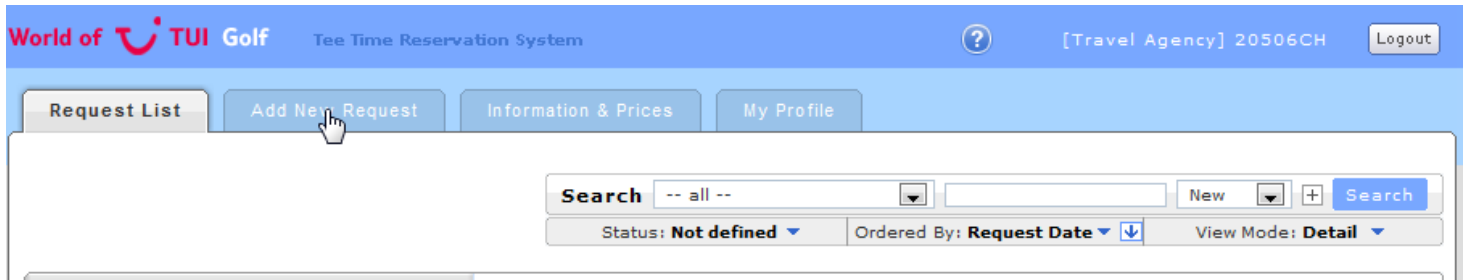 World of TUI Golf Tee Time Reservation System ? [Travel Agency] 20506CH Logout
Request List Add New Request Information & Prices My Profile
Search -- all -- New + Search
Status: Not defined Ordered By: Request Date View Mode: Detail